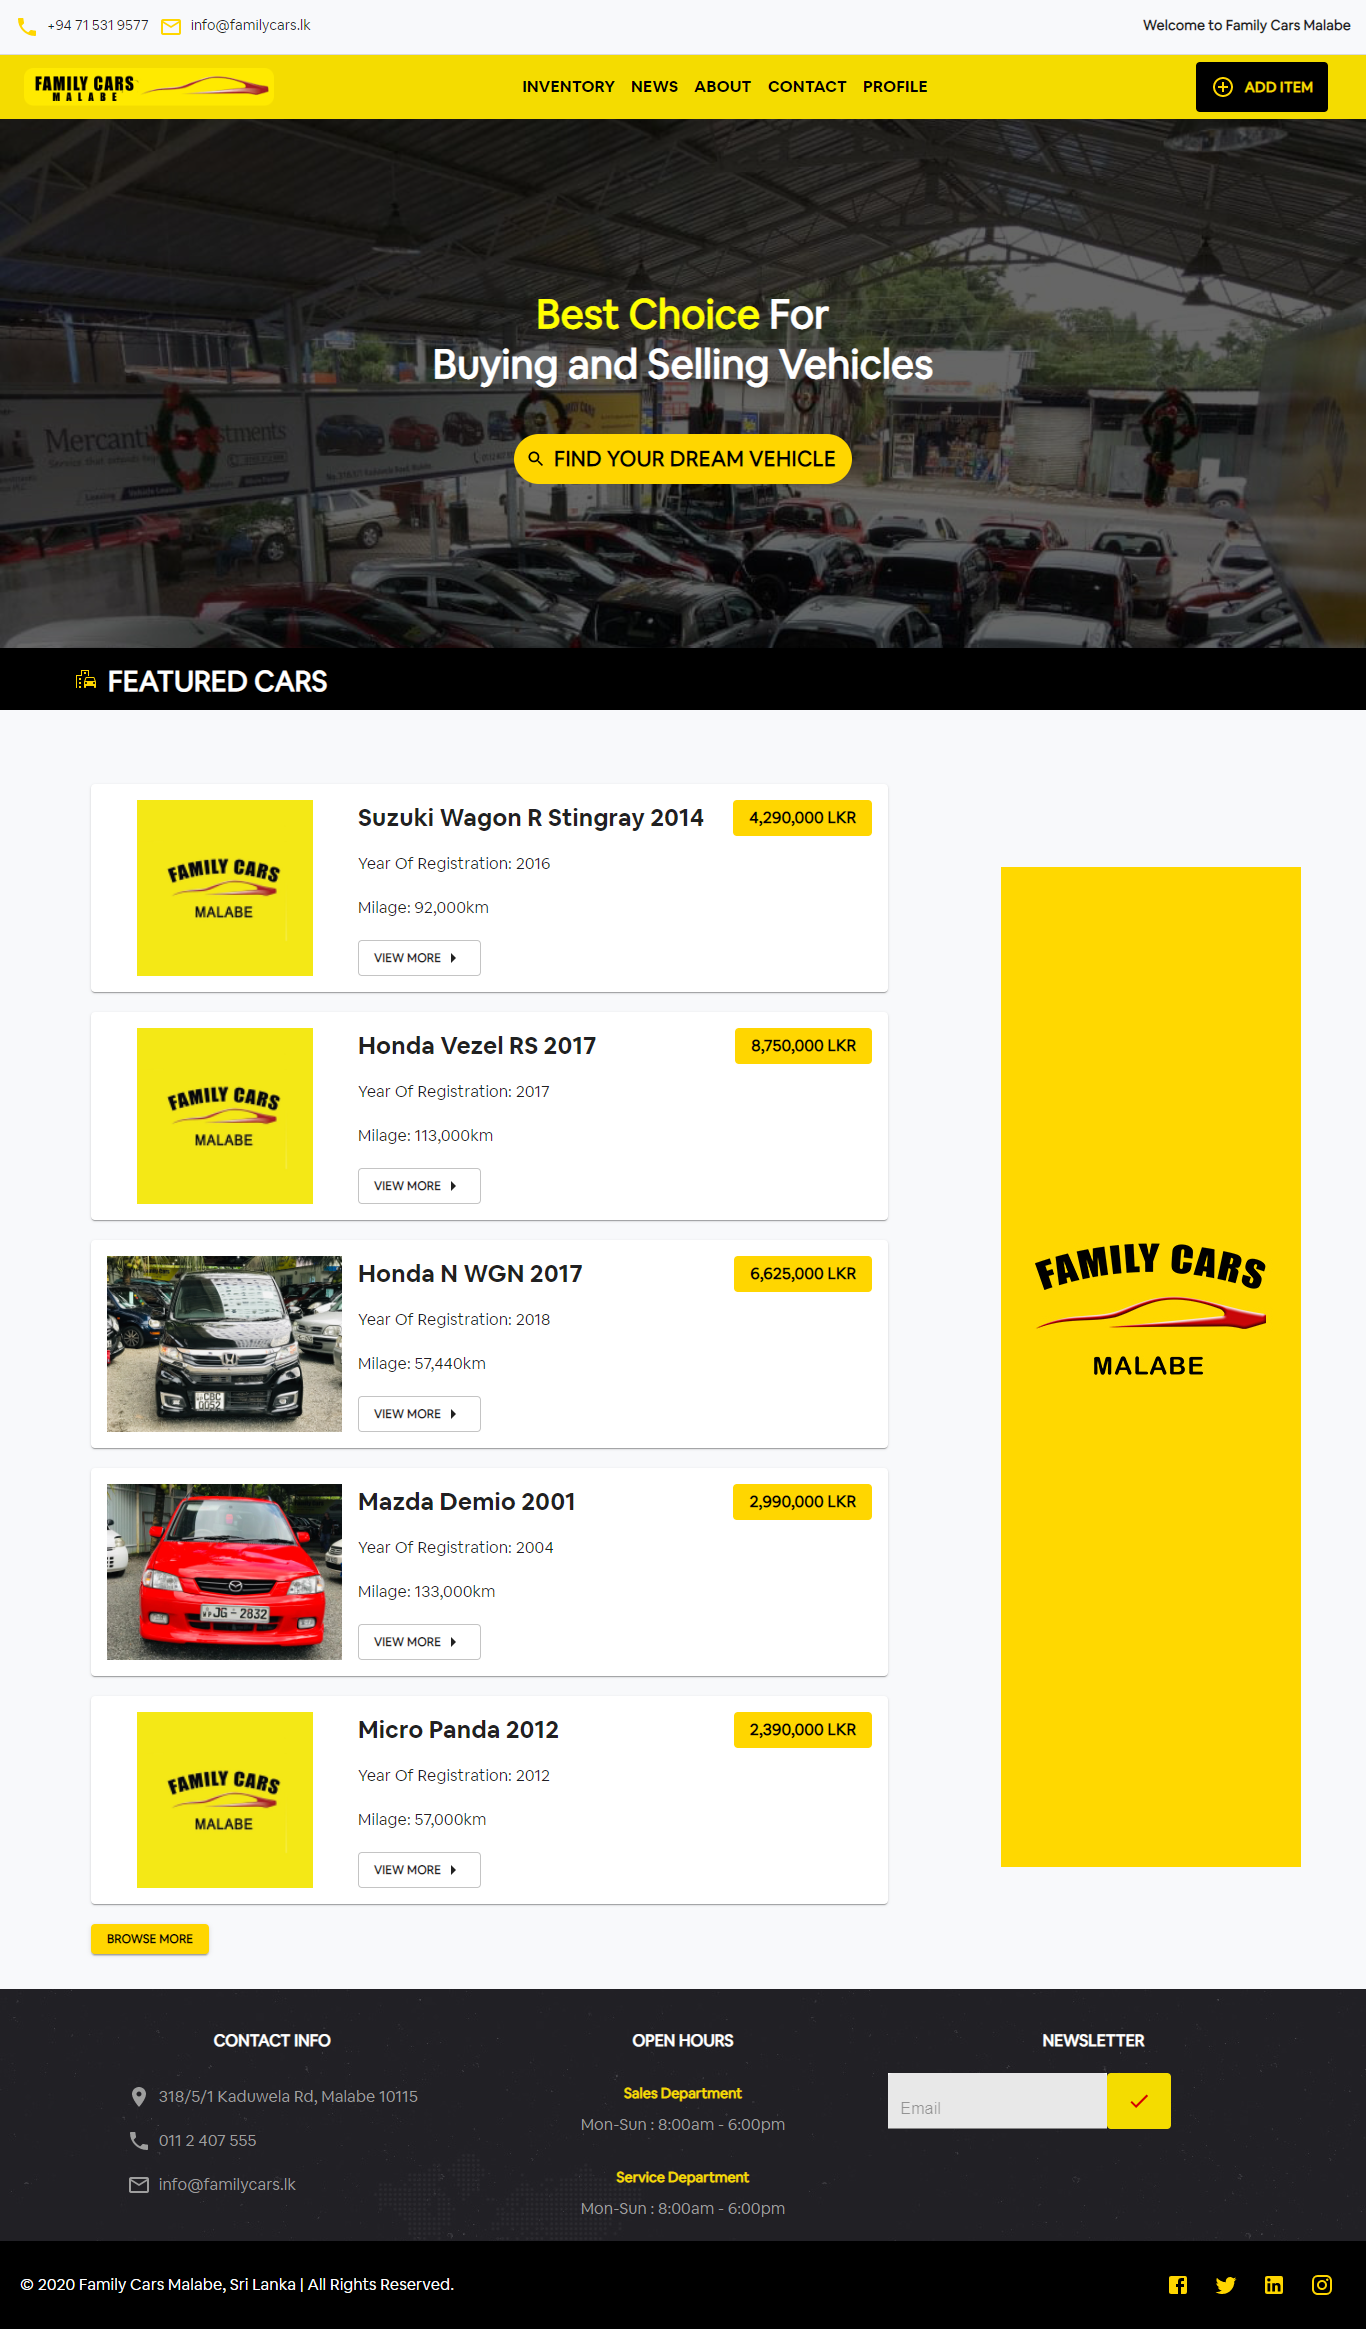 +94 71 531 9577
info@familycars.lk
Welcome to Family Cars Malabe
FAMILY CARS
MALABE
INVENTORY
NEWS
ABOUT
CONTACT
PROFILE
ADD ITEM
Best Choice For
Buying and Selling Vehicles
FIND YOUR DREAM VEHICLE
FAMILY CARS
FEATURED CARS
FAMILY CARS
MALABE
Suzuki Wagon R Stingray 2014
4,290,000 LKR
Year Of Registration: 2016
Milage: 92,000km
VIEW MORE
FAMILY CARS
MALABE
Honda Vezel RS 2017
8,750,000 LKR
Year Of Registration: 2017
Milage: 113,000km
VIEW MORE
CBC
0052
Honda N WGN 2017
6,625,000 LKR
Year Of Registration: 2018
Milage: 57,440km
VIEW MORE
JG - 2832
Mazda Demio 2001
2,990,000 LKR
Year Of Registration: 2004
Milage: 133,000km
VIEW MORE
FAMILY CARS
MALABE
Micro Panda 2012
2,390,000 LKR
Year Of Registration: 2012
Milage: 57,000km
VIEW MORE
BROWSE MORE
FAMILY CARS
MALABE
CONTACT INFO
318/5/1 Kaduwela Rd, Malabe 10115
011 2 407 555
info@familycars.lk
OPEN HOURS
Sales Department
Mon-Sun : 8:00am - 6:00pm
Service Department
Mon-Sun : 8:00am - 6:00pm
NEWSLETTER
Email
© 2020 Family Cars Malabe, Sri Lanka | All Rights Reserved.